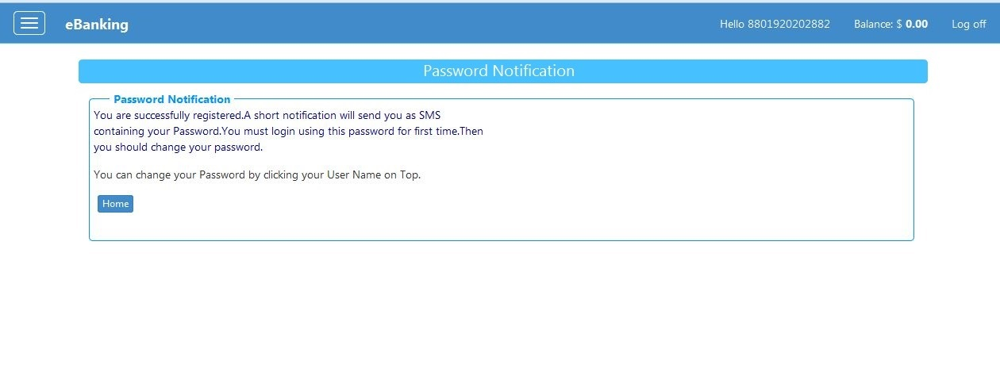 eBanking
Hello 8801920202882
Balance: $ 0.00
Log off
Password Notification
Password Notification
You are successfully registered.A short notification will send you as SMS
containing your Password.You must login using this password for first time.Then
you should change your password.
You can change your Password by clicking your User Name on Top.
Home